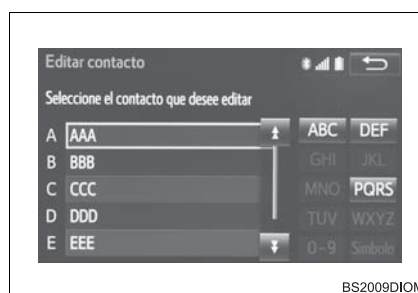 Editar contacto
Seleccione el contacto que desee editar
A AAA ABC DEF
B BBB GHI JKL
C CCC MNO PQRS
D DDD TUV WXYZ
E EEE 0-9 Símbolo
BS2009DIOM